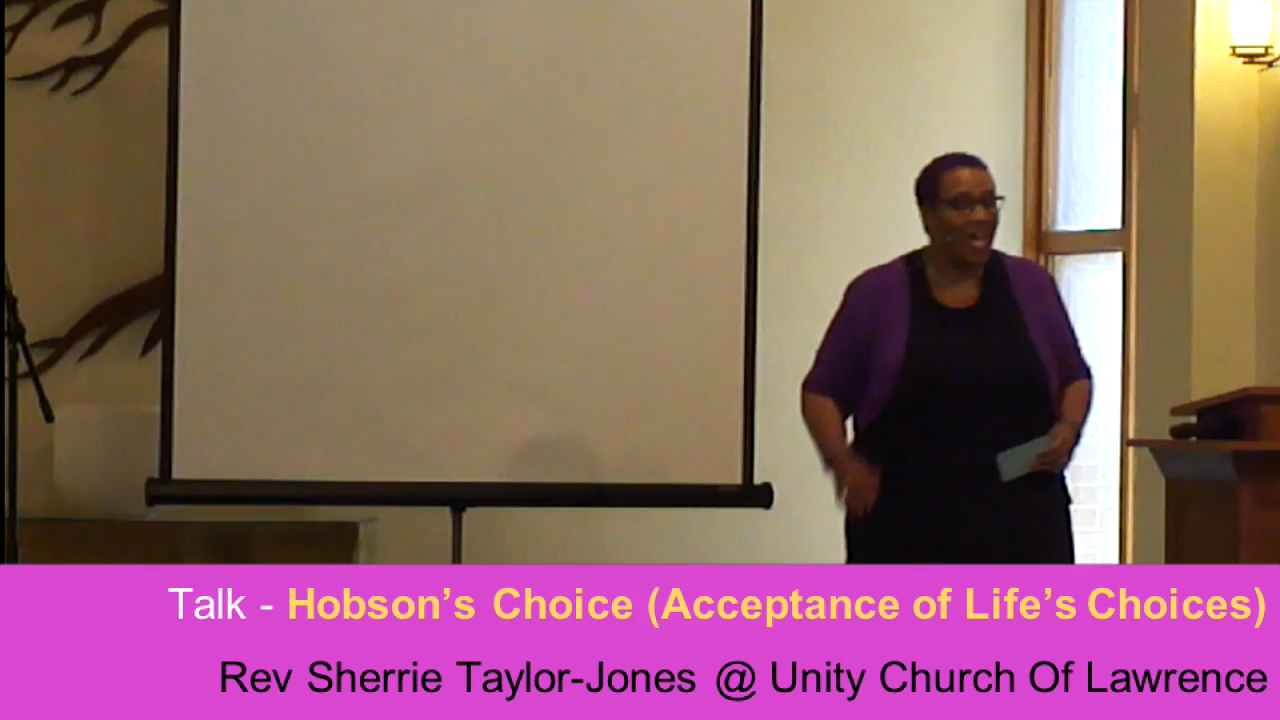 Talk - Hobson’s Choice (Acceptance of Life’s Choices)
Rev Sherrie Taylor-Jones @ Unity Church Of Lawrence